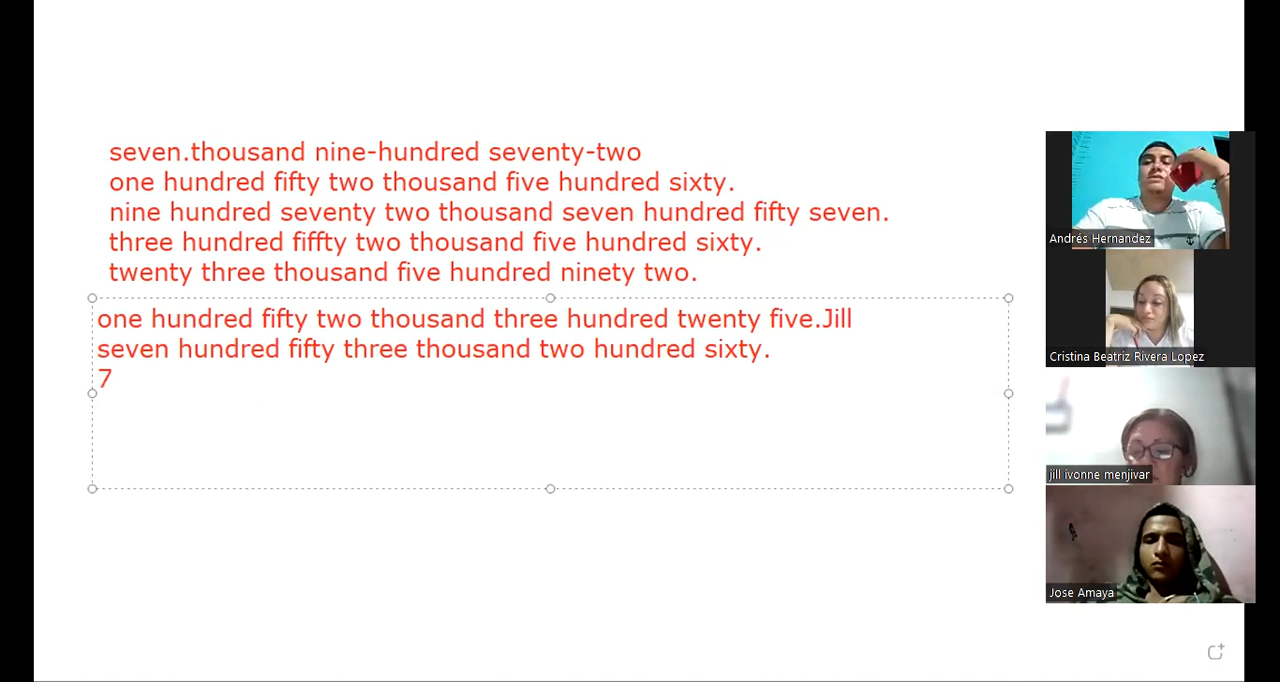 seven.thousand nine-hundred seventy-two
one hundred fifty two thousand five hundred sixty.
nine hundred seventy two thousand seven hundred fifty seven.
three hundred fiffty two thousand five hundred sixty.
twenty three thousand five hundred ninety two.
one hundred fifty two thousand three hundred twenty five.Jill
seven hundred fifty three thousand two hundred sixty.
7
Andrés Hernandez
Cristina Beatriz Rivera Lopez
jill ivonne menjivar
Jose Amaya